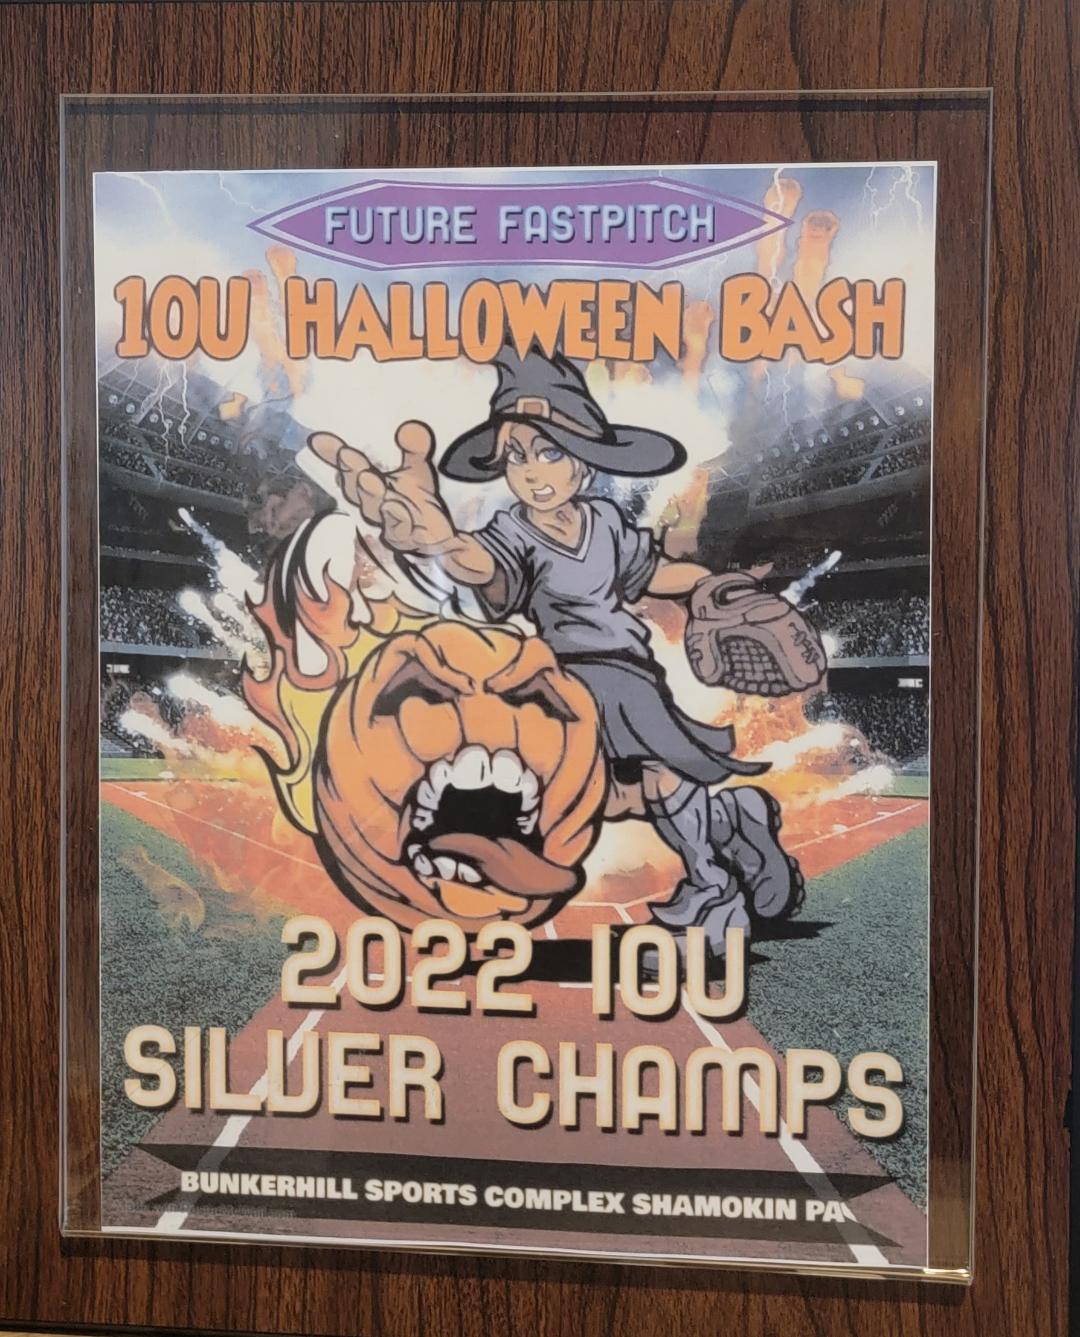 FUTURE FASTPITCH
10U HALLOWEEN BASH
2022 10U
SILVER CHAMPS
BUNKERHILL SPORTS COMPLEX SHAMOKIN PA